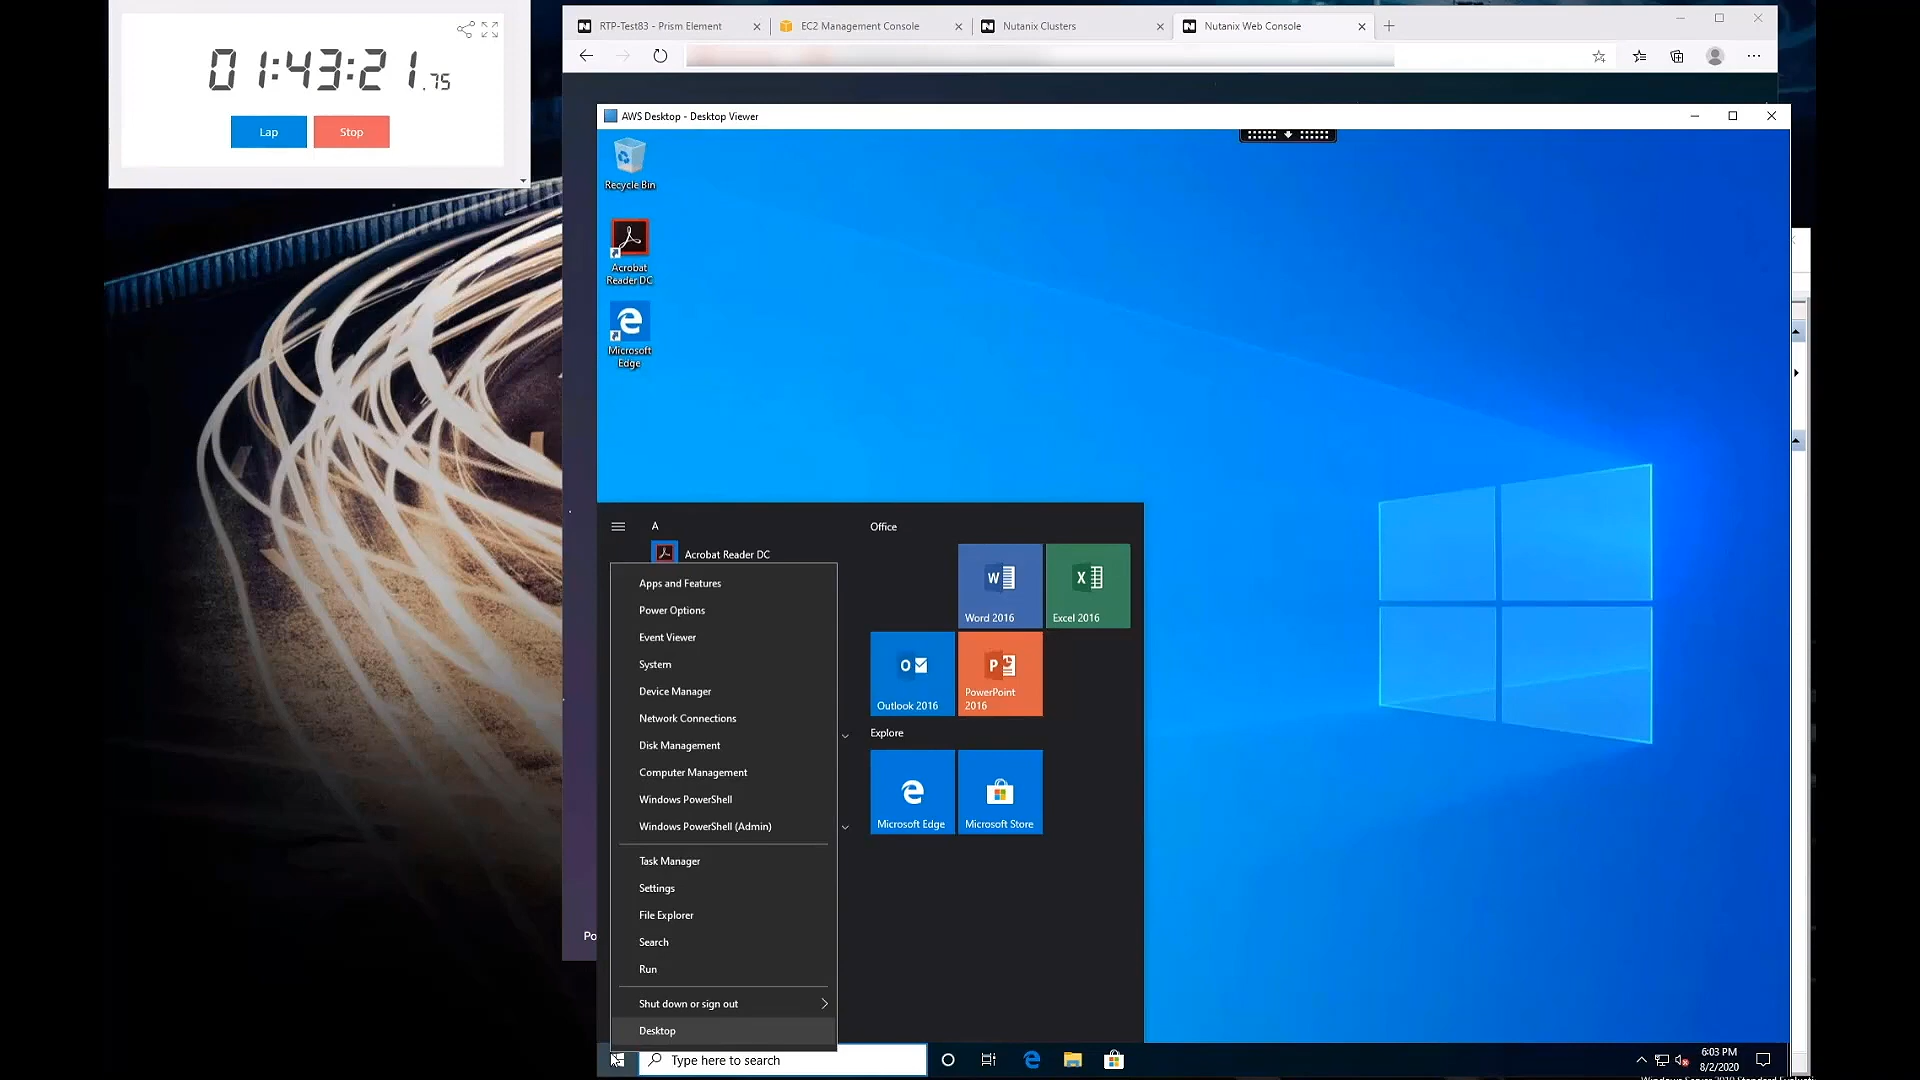 01:43:21.75
Lap
Stop
RTP-Test83 - Prism Element
EC2 Management Console
Nutanix Clusters
Nutanix Web Console
AWS Desktop - Desktop Viewer
Recycle Bin
Acrobat
Reader DC
Microsoft
Edge
A
Acrobat Reader DC
Apps and Features
Power Options
Event Viewer
System
Device Manager
Network Connections
Disk Management
Computer Management
Windows PowerShell
Windows PowerShell (Admin)
Task Manager
Settings
File Explorer
Search
Run
Shut down or sign out
Desktop
Office
Word 2016
Excel 2016
Outlook 2016
PowerPoint
2016
Explore
Microsoft Edge
Microsoft Store
Po
Type here to search
6:03 PM
8/2/2020